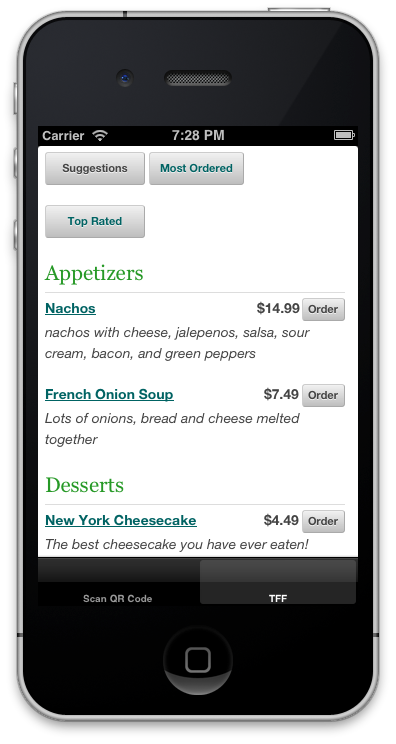 Carrier 7:28 PM
Suggestions Most Ordered
Top Rated
Appetizers
Nachos $14.99 Order
nachos with cheese, jalepenos, salsa, sour
cream, bacon, and green peppers
French Onion Soup $7.49 Order
Lots of onions, bread and cheese melted
together
Desserts
New York Cheesecake $4.49 Order
The best cheesecake you have ever eaten!
Scan QR Code TFF